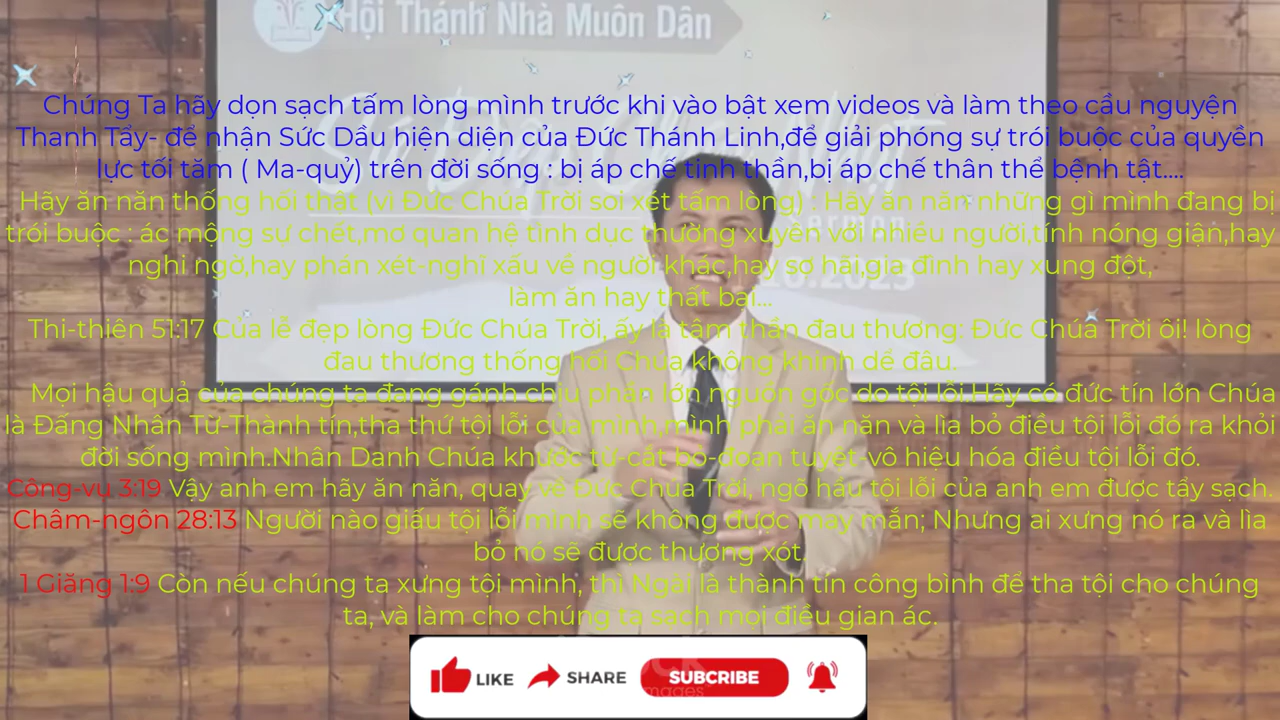 Hội Thánh Nhà Muôn Dân
Chúng Ta hãy dọn sạch tấm lòng mình trước khi vào bật xem videos và làm theo cầu nguyện
Thanh Tẩy- để nhận Sức Dầu hiện diện của Đức Thánh Linh,để giải phóng sự trói buộc của quyền
lực tối tăm ( Ma-quỷ) trên đời sống : bị áp chế tinh thần,bị áp chế thân thể bệnh tật....
Hãy ăn năn thống hối thật (vì Đức Chúa Trời soi xét tấm lòng) : Hãy ăn năn những gì mình đang bị
trói buộc : ác mộng sự chết,mơ quan hệ tình dục thường xuyên với nhiều người,tính nóng giận,hay
nghi ngờ,hay phán xét-nghĩ xấu về người khác,hay sợ hãi,gia đình hay xung đột,
làm ăn hay thất bại...
Thi-thiên 51:17 Của lễ đẹp lòng Đức Chúa Trời, ấy là tâm thần đau thương: Đức Chúa Trời ôi! lòng
đau thương thống hối Chúa không khinh dể đâu.
Mọi hậu quả của chúng ta đang gánh chịu phần lớn nguồn gốc do tội lỗi.Hãy có đức tin lớn Chúa
là Đấng Nhân Từ-Thành tín,tha thứ tội lỗi của mình,mình phải ăn năn và lìa bỏ điều tội lỗi đó ra khỏi
đời sống mình.Nhân Danh Chúa khước từ-cắt bỏ-đoạn tuyệt-vô hiệu hóa điều tội lỗi đó.
Công-vụ 3:19 Vậy anh em hãy ăn năn, quay về Đức Chúa Trời, ngõ hầu tội lỗi của anh em được tẩy sạch.
Châm-ngôn 28:13 Người nào giấu tội lỗi mình sẽ không được may mắn; Nhưng ai xưng nó ra và lìa
bỏ nó sẽ được thương xót.
1 Giăng 1:9 Còn nếu chúng ta xưng tội mình, thì Ngài là thành tín công bình để tha tội cho chúng
ta, và làm cho chúng ta sạch mọi điều gian ác.
LIKE SHARE SUBCRIBE